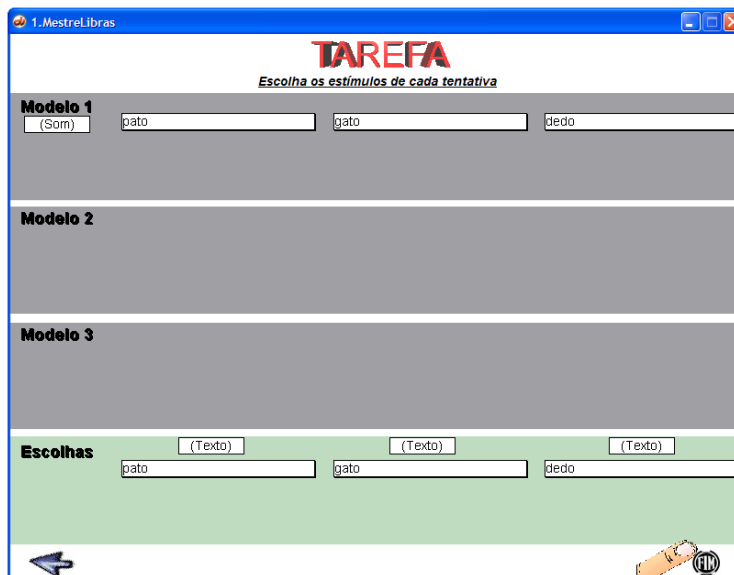 1.MestreLibras
TAREFA
Escolha os estímulos de cada tentativa
Modelo 1
(Som) pato gato dedo
Modelo 2
Modelo 3
Escolhas (Texto) (Texto) (Texto)
pato gato dedo
FIM